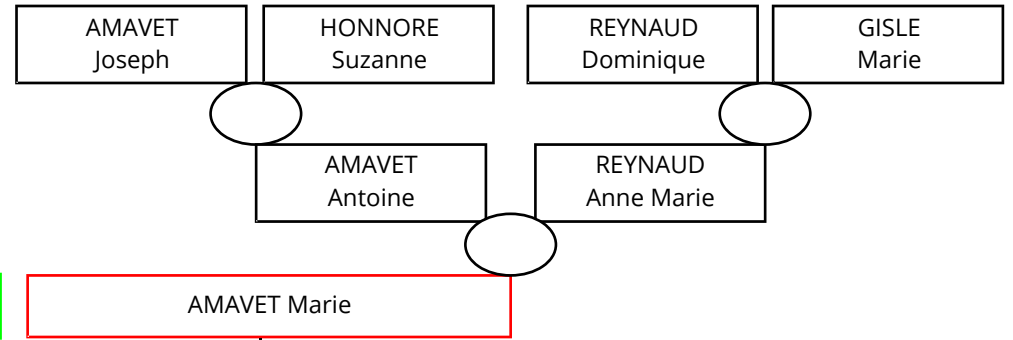 AMAVET
Joseph
HONNORE
Suzanne
REYNAUD
Dominique
GISLE
Marie
AMAVET
Antoine
REYNAUD
Anne Marie
AMAVET Marie